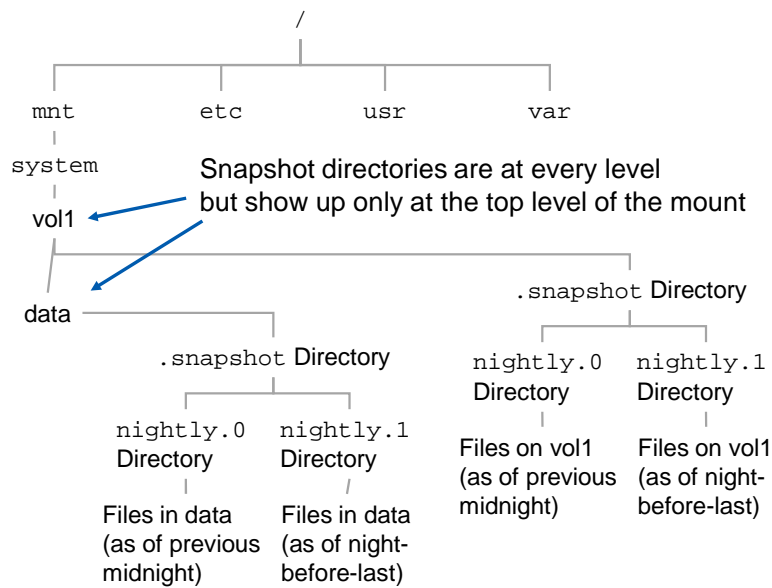 /
mnt
etc
usr
var
system
Snapshot directories are at every level
but show up only at the top level of the mount
vol1
.snapshot Directory
data
.snapshot Directory
nightly.0
Directory
nightly.1
Directory
Files on vol1
(as of previous
midnight)
Files on vol1
(as of night-
before-last)
nightly.0
Directory
nightly.1
Directory
Files in data
(as of previous
midnight)
Files in data
(as of night-
before-last)